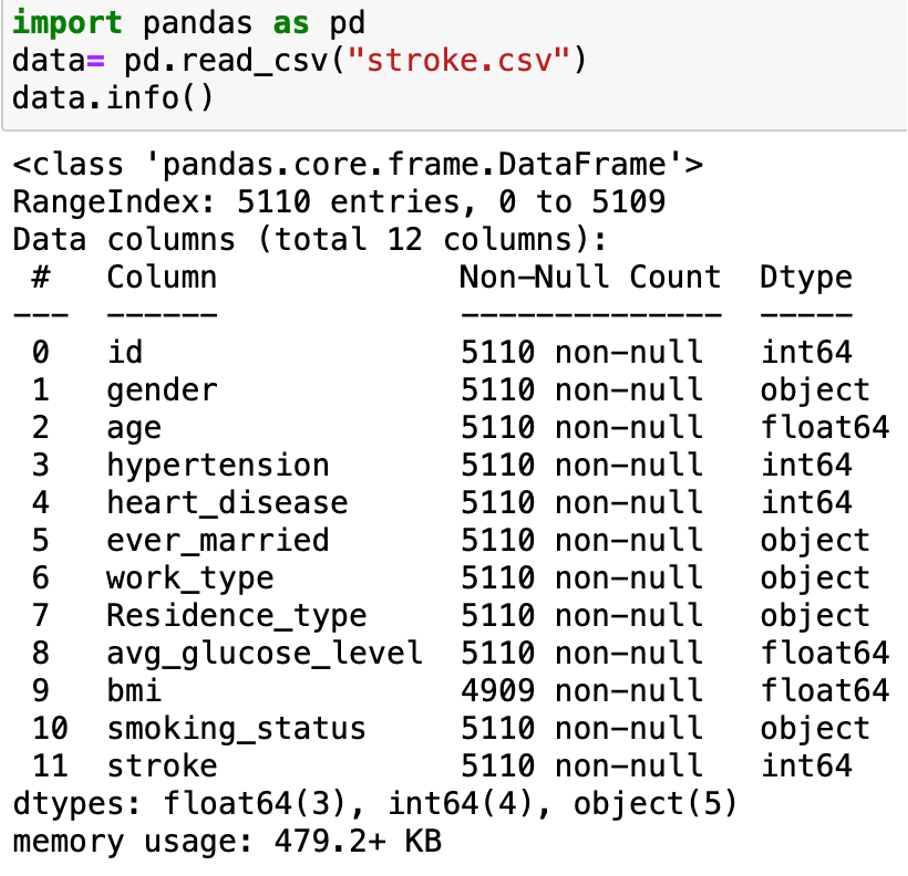 import pandas as pd
data= pd.read_csv("stroke.csv")
data.info()
<class 'pandas.core.frame.DataFrame'>
RangeIndex: 5110 entries, 0 to 5109
Data columns (total 12 columns):
 #   Column             Non-Null Count  Dtype
---  ------             --------------  -----
 0   id                 5110 non-null   int64
 1   gender             5110 non-null   object
 2   age                5110 non-null   float64
 3   hypertension       5110 non-null   int64
 4   heart_disease      5110 non-null   int64
 5   ever_married       5110 non-null   object
 6   work_type          5110 non-null   object
 7   Residence_type     5110 non-null   object
 8   avg_glucose_level  5110 non-null   float64
 9   bmi                4909 non-null   float64
 10  smoking_status     5110 non-null   object
 11  stroke             5110 non-null   int64
dtypes: float64(3), int64(4), object(5)
memory usage: 479.2+ KB